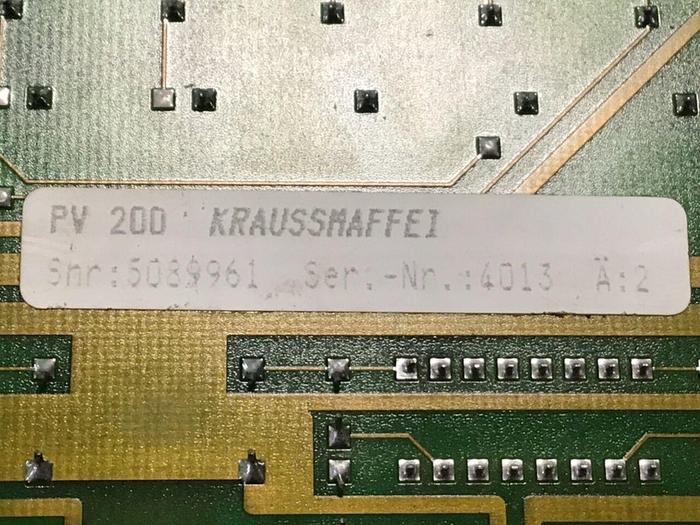 PV 200 KRAUSSMAFFEI
Snr:5089961 Ser.-Nr.:4013 Ä:2